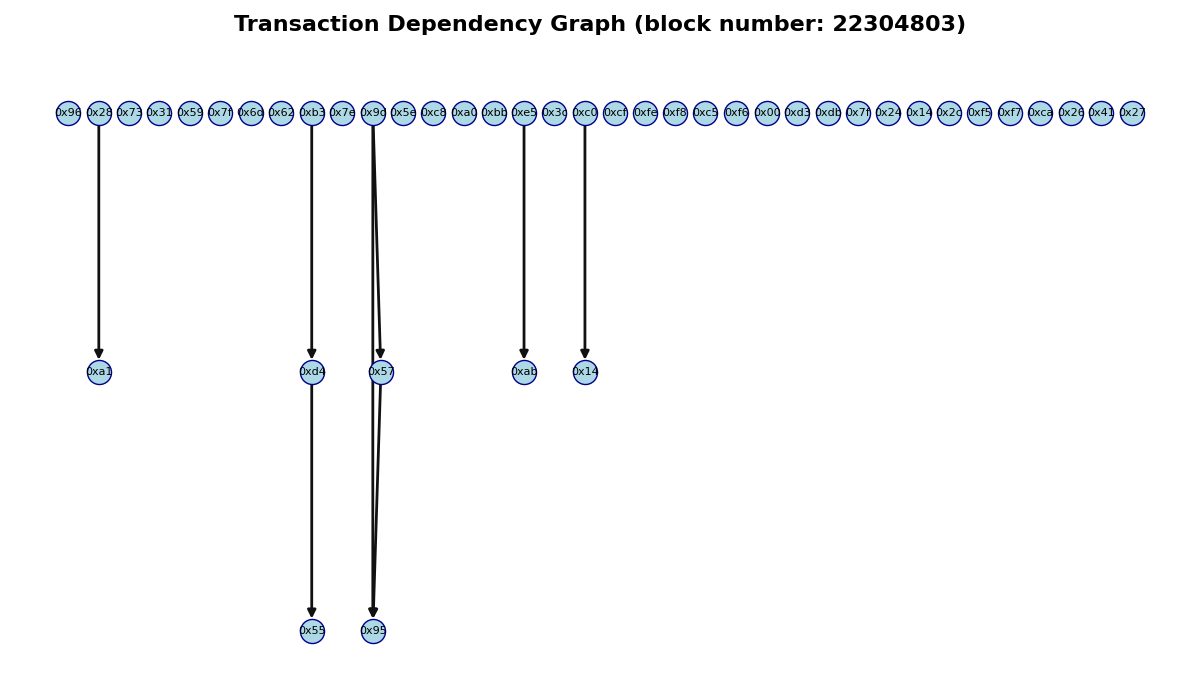 Transaction Dependency Graph (block number: 22304803)
0x96 0x28 0x73 0x31 0x59 0x7f 0x6d 0x62 0xb3 0x7e 0x9d 0x5e 0xc8 0xa0 0xbb 0xe5 0x3c 0xc0 0xcf 0xfe 0xf8 0xc5 0xf6 0x00 0xd3 0xdb 0x7f 0x24 0x14 0x2c 0xf5 0xf7 0xca 0x26 0x41 0x27
0xa1 0xd4 0x57 0xab 0x14
0x55 0x95